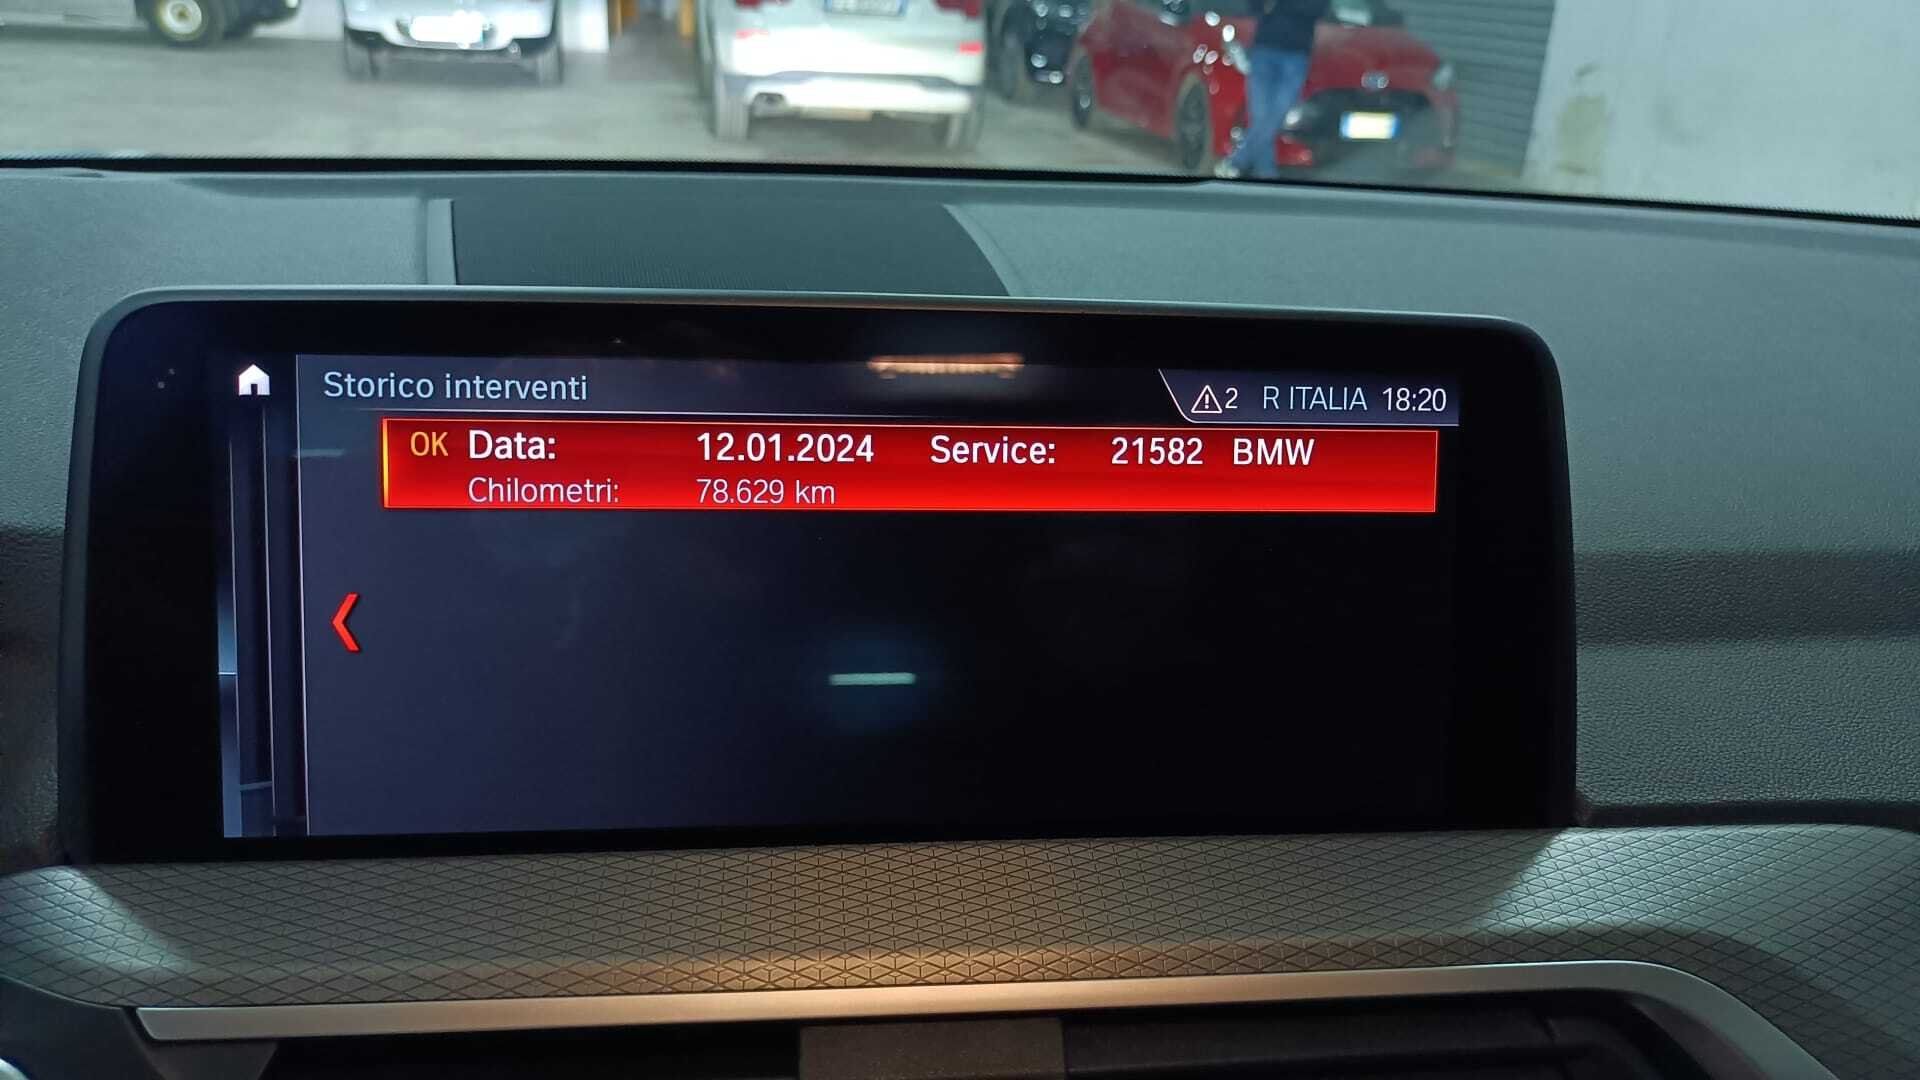 Storico interventi
2 R ITALIA 18:20
OK Data: 12.01.2024 Service: 21582 BMW
Chilometri: 78.629 km